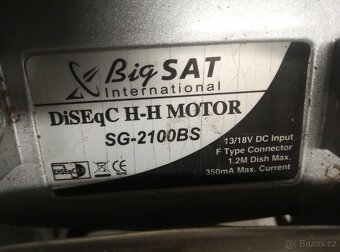 BigSAT
International
DiSEqC H-H MOTOR
SG-2100BS
13/18V DC Input
F Type Connector
1.2M Dish Max.
350mA Max. Current
DiSEqC
bazos.cz